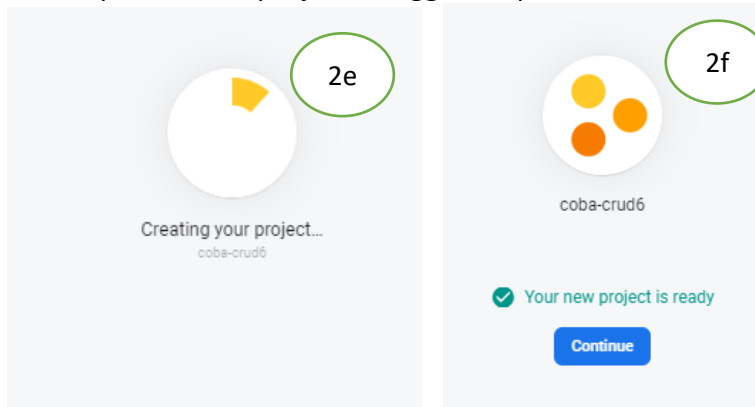 2e
Creating your project...
coba-crud6
2f
coba-crud6
Your new project is ready
Continue